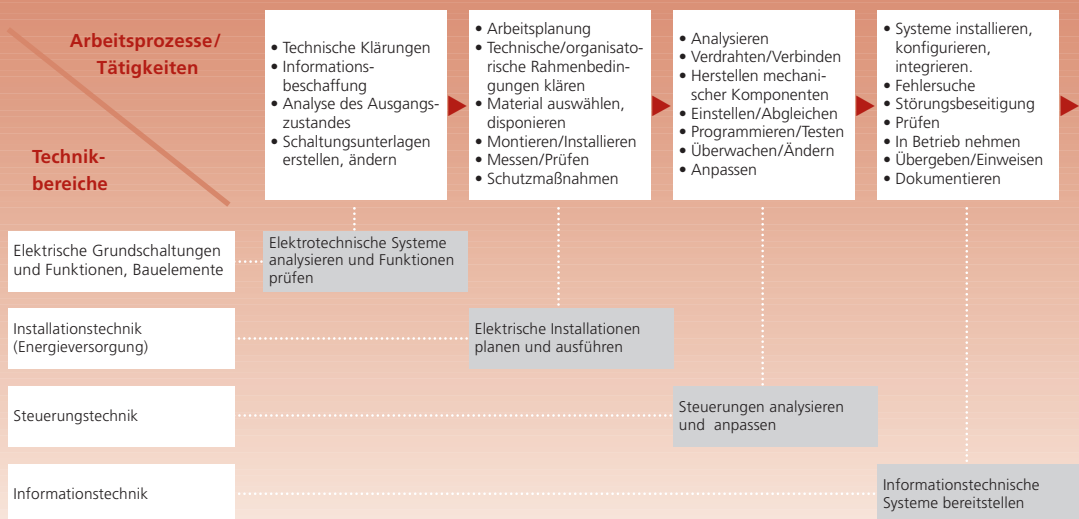 Arbeitsprozesse/
Tätigkeiten
Technik-
bereiche
• Technische Klärungen
• Informations-
beschaffung
• Analyse des Ausgangs-
zustandes
• Schaltungsunterlagen
erstellen, ändern
• Arbeitsplanung
• Technische/organisato-
rische Rahmenbedin-
gungen klären
• Material auswählen,
disponieren
• Montieren/Installieren
• Messen/Prüfen
• Schutzmaßnahmen
• Analysieren
• Verdrahten/Verbinden
• Herstellen mechani-
scher Komponenten
• Einstellen/Abgleichen
• Programmieren/Testen
• Überwachen/Ändern
• Anpassen
• Systeme installieren,
konfigurieren,
integrieren.
• Fehlersuche
• Störungsbeseitigung
• Prüfen
• In Betrieb nehmen
• Übergeben/Einweisen
• Dokumentieren
Elektrische Grundschaltungen
und Funktionen, Bauelemente
Elektrotechnische Systeme
analysieren und Funktionen
prüfen
Installationstechnik
(Energieversorgung)
Elektrische Installationen
planen und ausführen
Steuerungstechnik
Steuerungen analysieren
und anpassen
Informationstechnik
Informationstechnische
Systeme bereitstellen